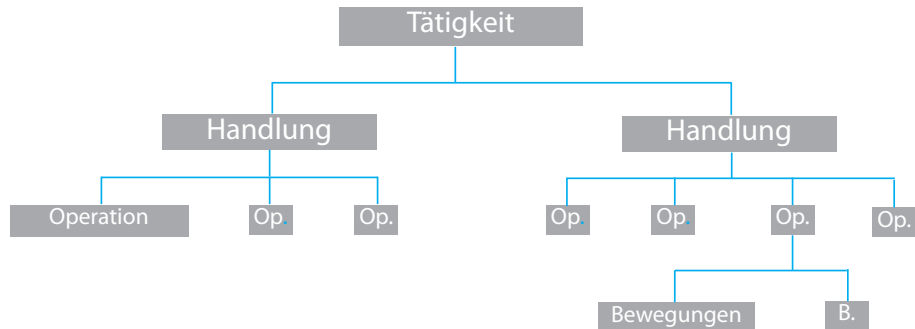 Tätigkeit
Handlung
Handlung
Operation
Op.
Op.
Op.
Op.
Op.
Op.
Bewegungen
B.